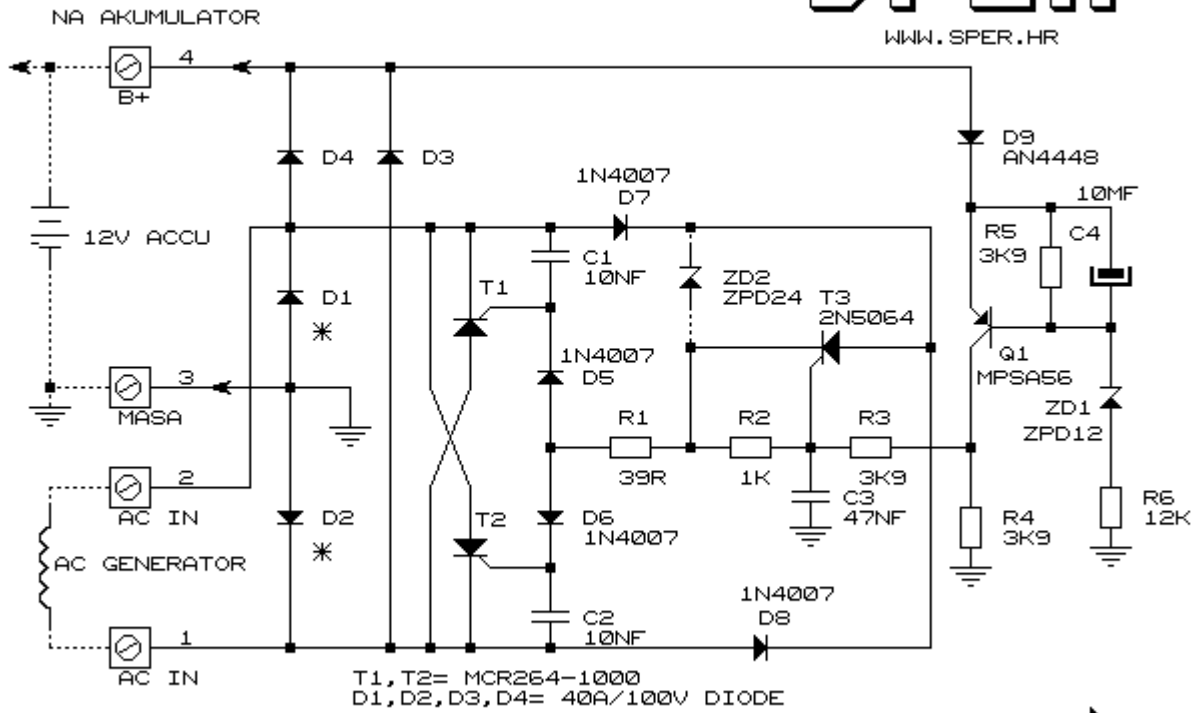 NA AKUMULATOR
WWW.SPER.HR
4
B+
D4
D3
D9
AN4448
1N4007
D7
10MF
R5
3K9
C4
12V ACCU
C1
10NF
ZD2
ZPD24
T3
2N5064
T1
D1
*
1N4007
D5
Q1
MPSA56
3
MASA
R1
39R
R2
1K
R3
3K9
ZD1
ZPD12
2
AC IN
C3
47NF
D2
*
T2
D6
1N4007
R4
3K9
R6
12K
AC GENERATOR
1N4007
D8
C2
10NF
1
AC IN
T1,T2= MCR264-1000
D1,D2,D3,D4= 40A/100V DIODE